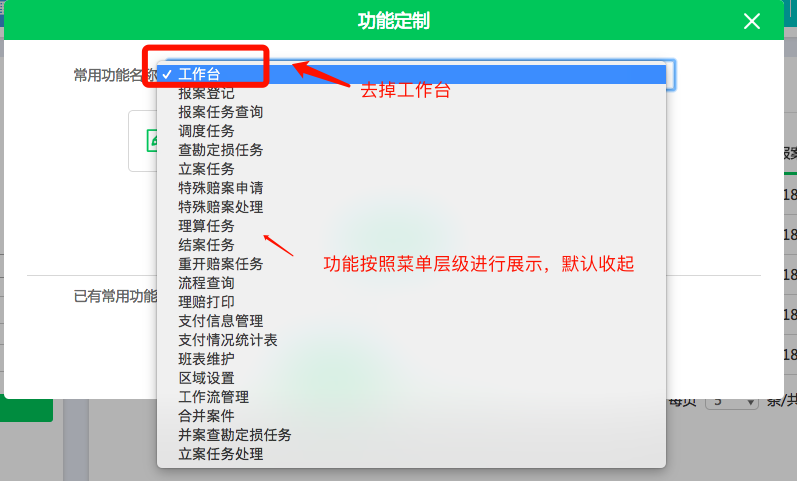 功能定制
常用功能名称
工作台
去掉工作台
报案登记
报案任务查询
调度任务
查勘定损任务
立案任务
特殊赔案申请
特殊赔案处理
理算任务
结案任务
功能按照菜单层级进行展示，默认收起
重开赔案任务
流程查询
已有常用功能
理赔打印
支付信息管理
支付情况统计表
班表维护
区域设置
工作流管理
每页 5 条/共
合并案件
并案查勘定损任务
立案任务处理
报案
18
18
18
18
18